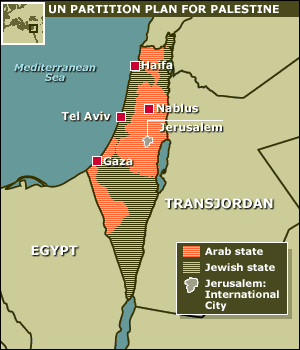 UN PARTITION PLAN FOR PALESTINE
Mediterranean
Sea
Haifa
Nablus
Tel Aviv
Jerusalem
Gaza
TRANSJORDAN
EGYPT
Arab state
Jewish state
Jerusalem:
International
City